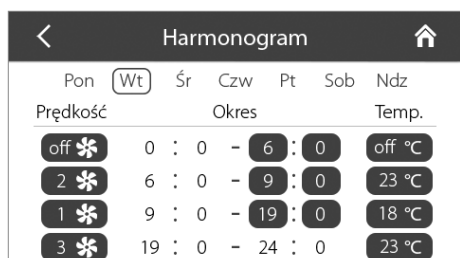 Harmonogram
Pon Wt Śr Czw Pt Sob Ndz
Prędkość Okres Temp.
off 0 : 0 - 6 : 0 off °C
2 6 : 0 - 9 : 0 23 °C
1 9 : 0 - 19 : 0 18 °C
3 19 : 0 - 24 : 0 23 °C